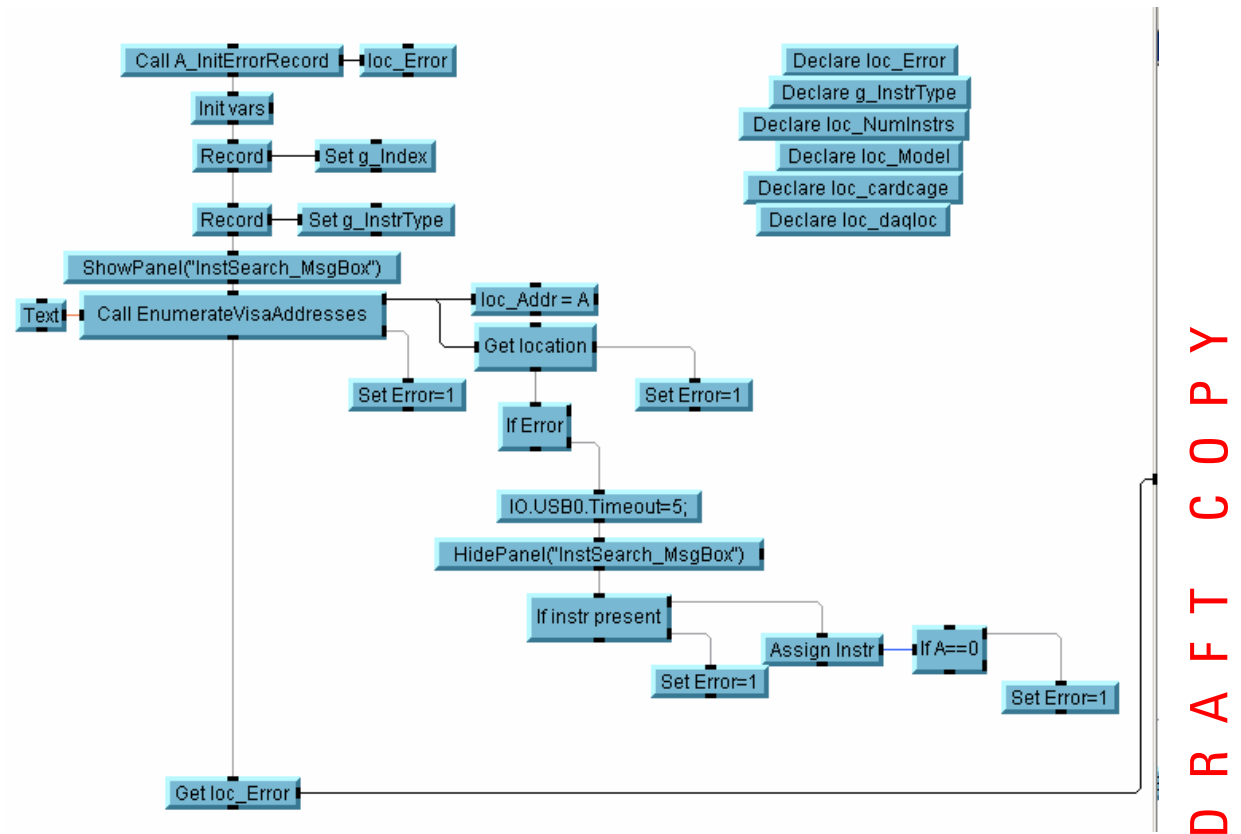 Call A_InitErrorRecord
loc_Error
Init vars
Record
Set g_Index
Record
Set g_InstrType
ShowPanel("InstSearch_MsgBox")
Text
Call EnumerateVisaAddresses
loc_Addr = A
Get location
Set Error=1
Set Error=1
If Error
IO.USB0.Timeout=5;
HidePanel("InstSearch_MsgBox")
If instr present
Assign Instr
If A==0
Set Error=1
Set Error=1
Get loc_Error
Declare loc_Error
Declare g_InstrType
Declare loc_NumInstrs
Declare loc_Model
Declare loc_cardcage
Declare loc_daqloc
DRAFT COPY